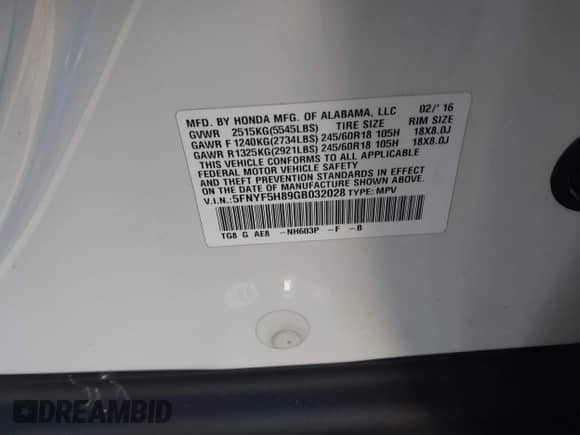 MFD. BY HONDA MFG. OF ALABAMA, LLC 02/'16
GVWR 2515KG(5545LBS) TIRE SIZE RIM SIZE
GAWR F 1240KG(2734LBS) 245/60R18 105H 18X8.0J
GAWR R1325KG(2921LBS) 245/60R18 105H 18X8.0J
THIS VEHICLE CONFORMS TO ALL APPLICABLE
FEDERAL MOTOR VEHICLE SAFETY
AND THEFT PREVENTION STANDARDS IN EFFECT
ON THE DATE OF MANUFACTURE SHOWN ABOVE.
V.I.N.: 5FNYF5H89GB032028 TYPE: MPV
TG8 G AE8 -NH603P -F -B
DREAMBID